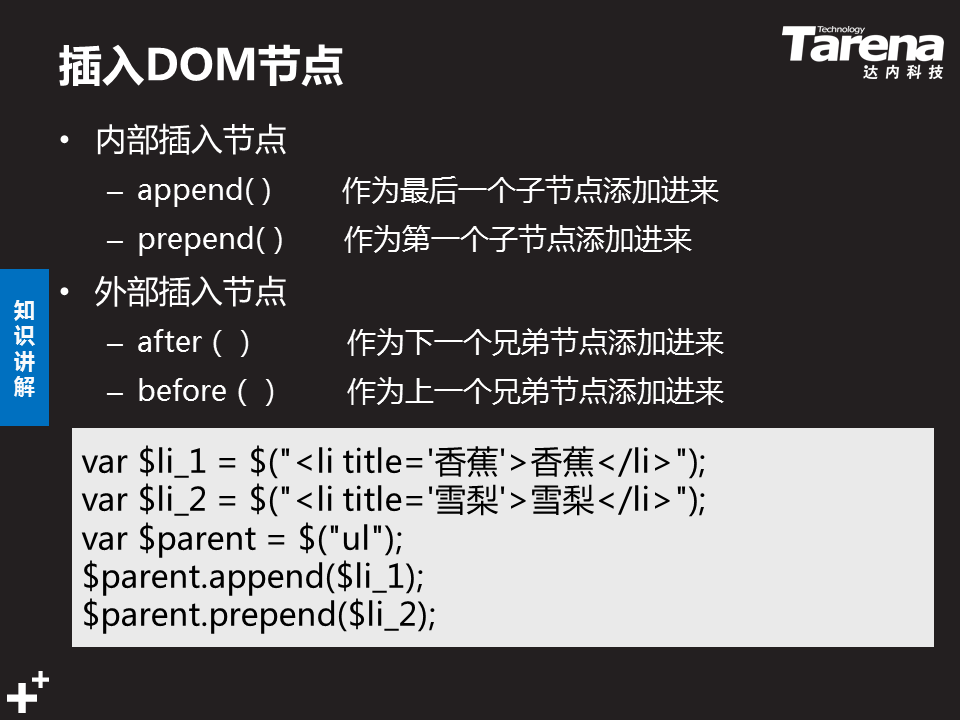 插入DOM节点
Technology
Tarena
达内科技
• 内部插入节点
– append( ) 作为最后一个子节点添加进来
– prepend( ) 作为第一个子节点添加进来
• 外部插入节点
– after（ ） 作为下一个兄弟节点添加进来
– before（ ） 作为上一个兄弟节点添加进来
知识讲解
var $li_1 = $("<li title='香蕉'>香蕉</li>");
var $li_2 = $("<li title='雪梨'>雪梨</li>");
var $parent = $("ul");
$parent.append($li_1);
$parent.prepend($li_2);